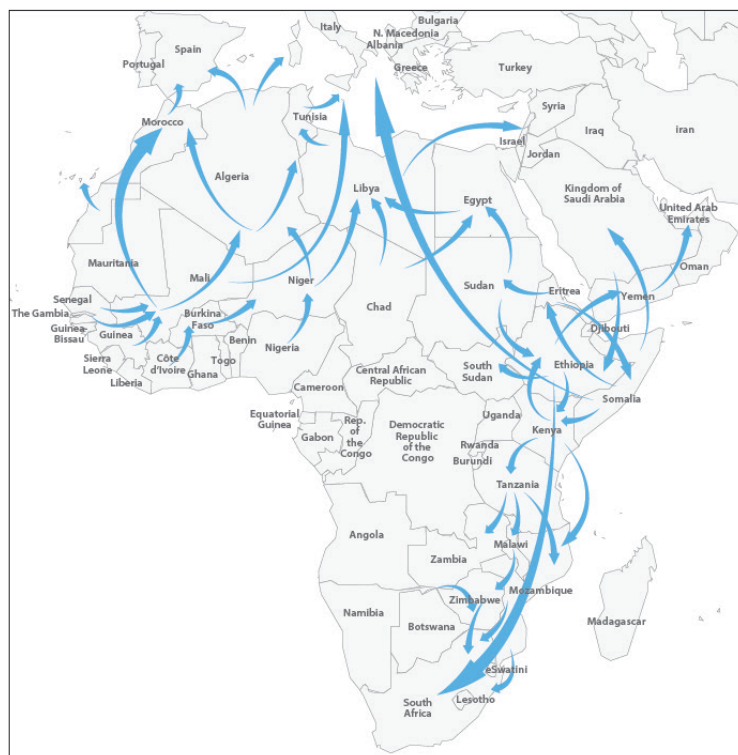 Italy
Bulgaria
N. Macedonia
Albania
Spain
Portugal
Greece
Turkey
Syria
Iraq
iran
Israel
Jordan
Tunisia
Morocco
Algeria
Libya
Egypt
Kingdom of
Saudi Arabia
United Arab
Emirates
Oman
Yemen
Mauritania
Mali
Niger
Chad
Sudan
Eritrea
Djibouti
Senegal
The Gambia
Guinea-
Bissau
Guinea
Sierra
Leone
Liberia
Côte
d'Ivoire
Burkina
Faso
Ghana
Togo
Benin
Nigeria
Cameroon
Central African
Republic
South
Sudan
Ethiopia
Somalia
Equatorial
Guinea
Gabon
Rep.
of the
Congo
Democratic
Republic
of the Congo
Uganda
Rwanda
Burundi
Kenya
Tanzania
Angola
Zambia
Malawi
Mozambique
Zimbabwe
Namibia
Botswana
Madagascar
eSwatini
Lesotho
South
Africa